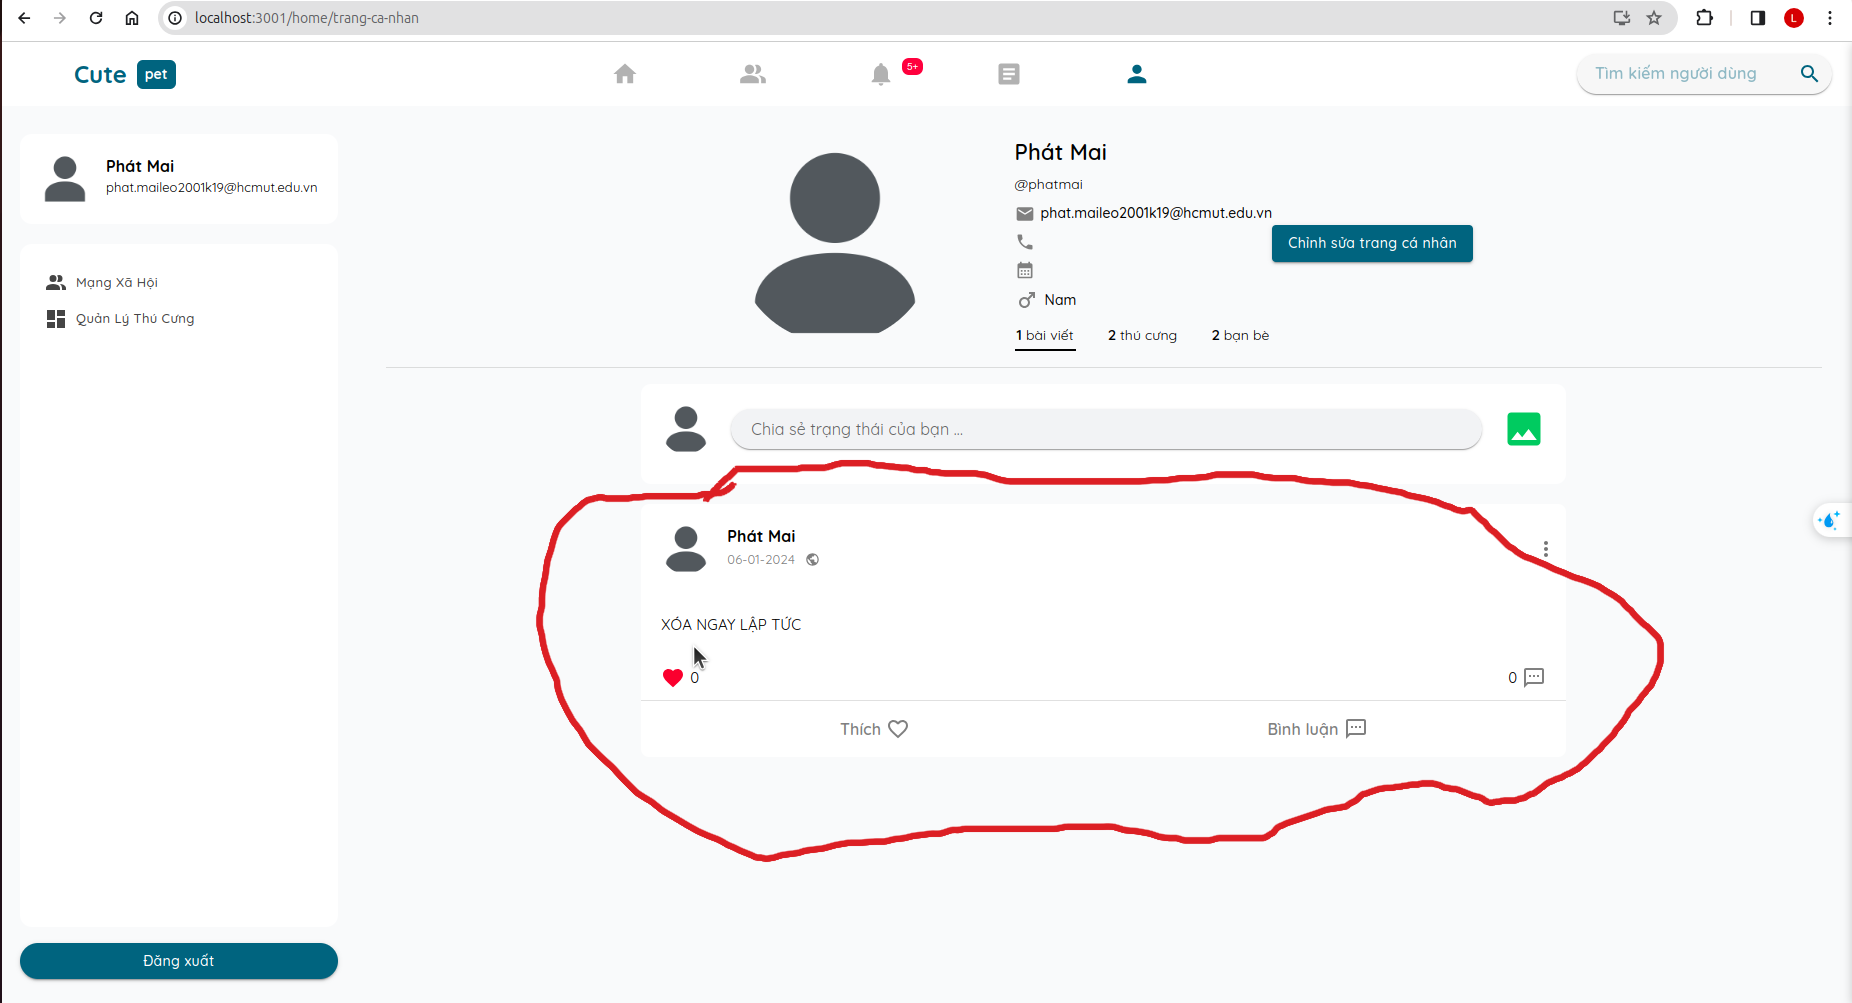 localhost:3001/home/trang-ca-nhan
L
Cute pet
5+
Tìm kiếm người dùng
Phát Mai
phat.maileo2001k19@hcmut.edu.vn
Mạng Xã Hội
Quản Lý Thú Cưng
Đăng xuất
Phát Mai
@phatmai
phat.maileo2001k19@hcmut.edu.vn
Chỉnh sửa trang cá nhân
Nam
1 bài viết 2 thú cưng 2 bạn bè
Chia sẻ trạng thái của bạn ...
Phát Mai
06-01-2024
XÓA NGAY LẬP TỨC
0 0
Thích Bình luận